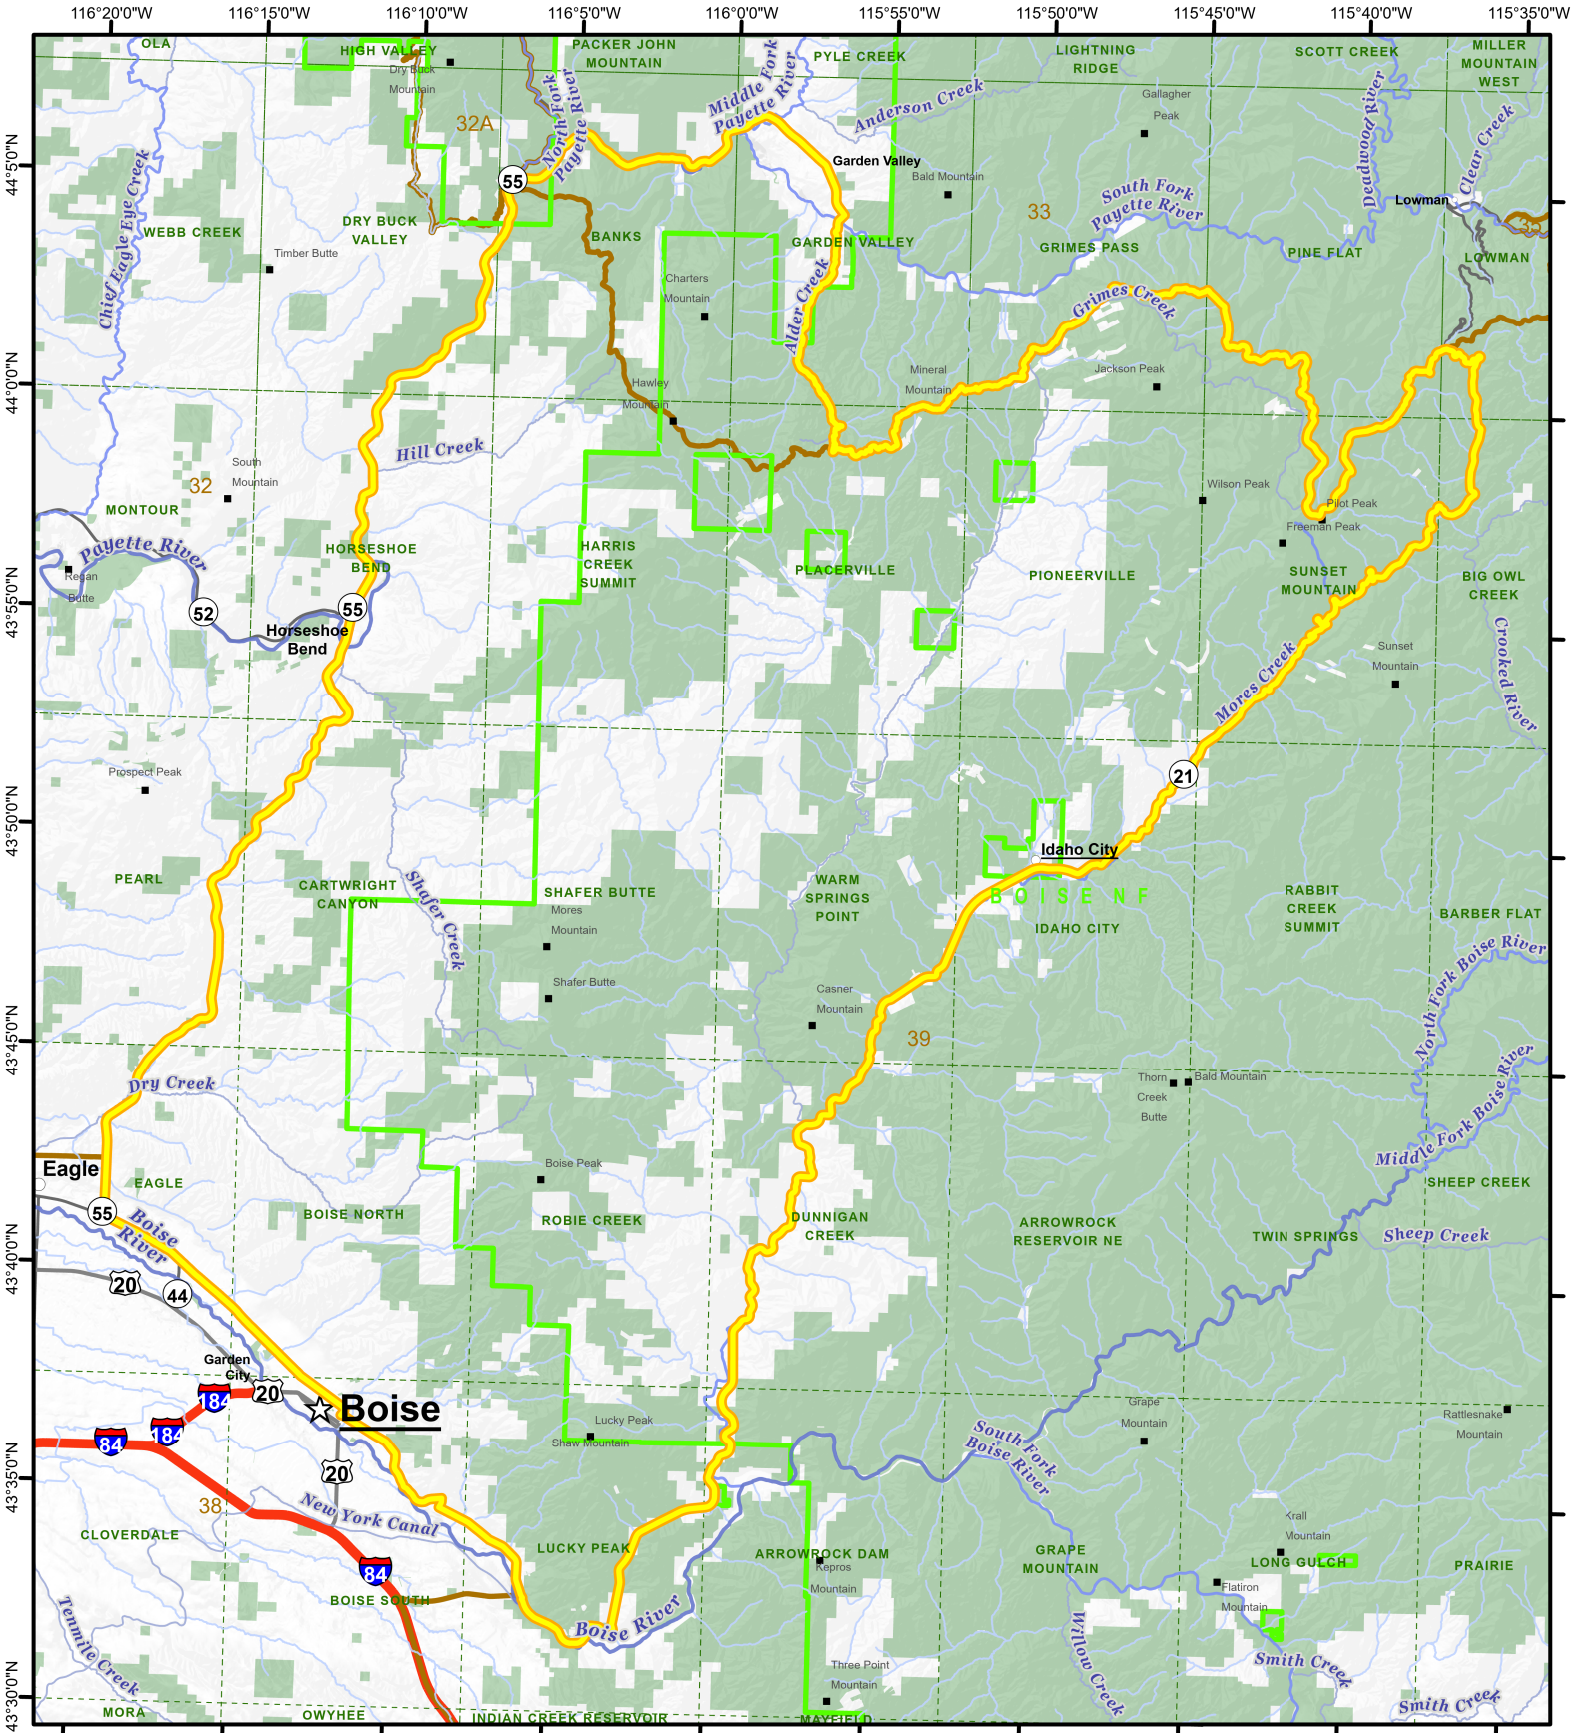 116°20'0"W
116°15'0"W
116°10'0"W
116°5'0"W
116°0'0"W
115°55'0"W
115°50'0"W
115°45'0"W
115°40'0"W
115°35'0"W
OLA
HIGH VALLEY
Dry Buck
Mountain
PACKER JOHN
MOUNTAIN
North Fork
Payette River
Middle Fork
Payette River
PYLE CREEK
Anderson Creek
LIGHTNING
RIDGE
Gallagher
Peak
SCOTT CREEK
MILLER
MOUNTAIN
WEST
Deadwood River
Clear Creek
32A
44°5'0"N
55
Garden Valley
Bald Mountain
33
South Fork
Payette River
Lowman
Chief Eagle Eye Creek
WEBB CREEK
DRY BUCK
VALLEY
Timber Butte
BANKS
GARDEN VALLEY
GRIMES PASS
PINE FLAT
LOWMAN
Charters
Mountain
Alder Creek
Grimes Creek
44°0'0"N
Hawley
Mountain
Mineral
Mountain
Jackson Peak
Hill Creek
South
Mountain
32
MONTOUR
Wilson Peak
Pilot Peak
Freeman Peak
Payette River
Regan
Butte
HORSESHOE
BEND
HARRIS
CREEK
SUMMIT
PLACERVILLE
PIONEERVILLE
SUNSET
MOUNTAIN
BIG OWL
CREEK
43°55'0"N
52
55
Horseshoe
Bend
Crooked River
Sunset
Mountain
Mores Creek
Prospect Peak
21
43°50'0"N
Idaho City
BOISE NF
IDAHO CITY
PEARL
CARTWRIGHT
CANYON
Shafer Creek
SHAFER BUTTE
Mores
Mountain
Shafer Butte
WARM
SPRINGS
POINT
RABBIT
CREEK
SUMMIT
BARBER FLAT
North Fork Boise River
Casner
Mountain
39
43°45'0"N
Dry Creek
Thorn
Creek
Butte
Bald Mountain
Middle Fork Boise River
Eagle
EAGLE
55
Boise
River
BOISE NORTH
Boise Peak
ROBIE CREEK
DUNNIGAN
CREEK
ARROWROCK
RESERVOIR NE
TWIN SPRINGS
SHEEP CREEK
Sheep Creek
43°40'0"N
20
44
Garden
City
184
20
Boise
184
84
Lucky Peak
Shaw Mountain
South Fork
Boise River
Grape
Mountain
Rattlesnake
Mountain
43°35'0"N
20
38
New York Canal
CLOVERDALE
84
BOISE SOUTH
LUCKY PEAK
ARROWROCK DAM
Kepros
Mountain
GRAPE
MOUNTAIN
Krall
Mountain
LONG GULCH
PRAIRIE
Flatiron
Mountain
Tenmile Creek
Boise River
Three Point
Mountain
Willow Creek
Smith Creek
Smith Creek
43°30'0"N
MORA
OWYHEE
INDIAN CREEK RESERVOIR
MAYFIELD